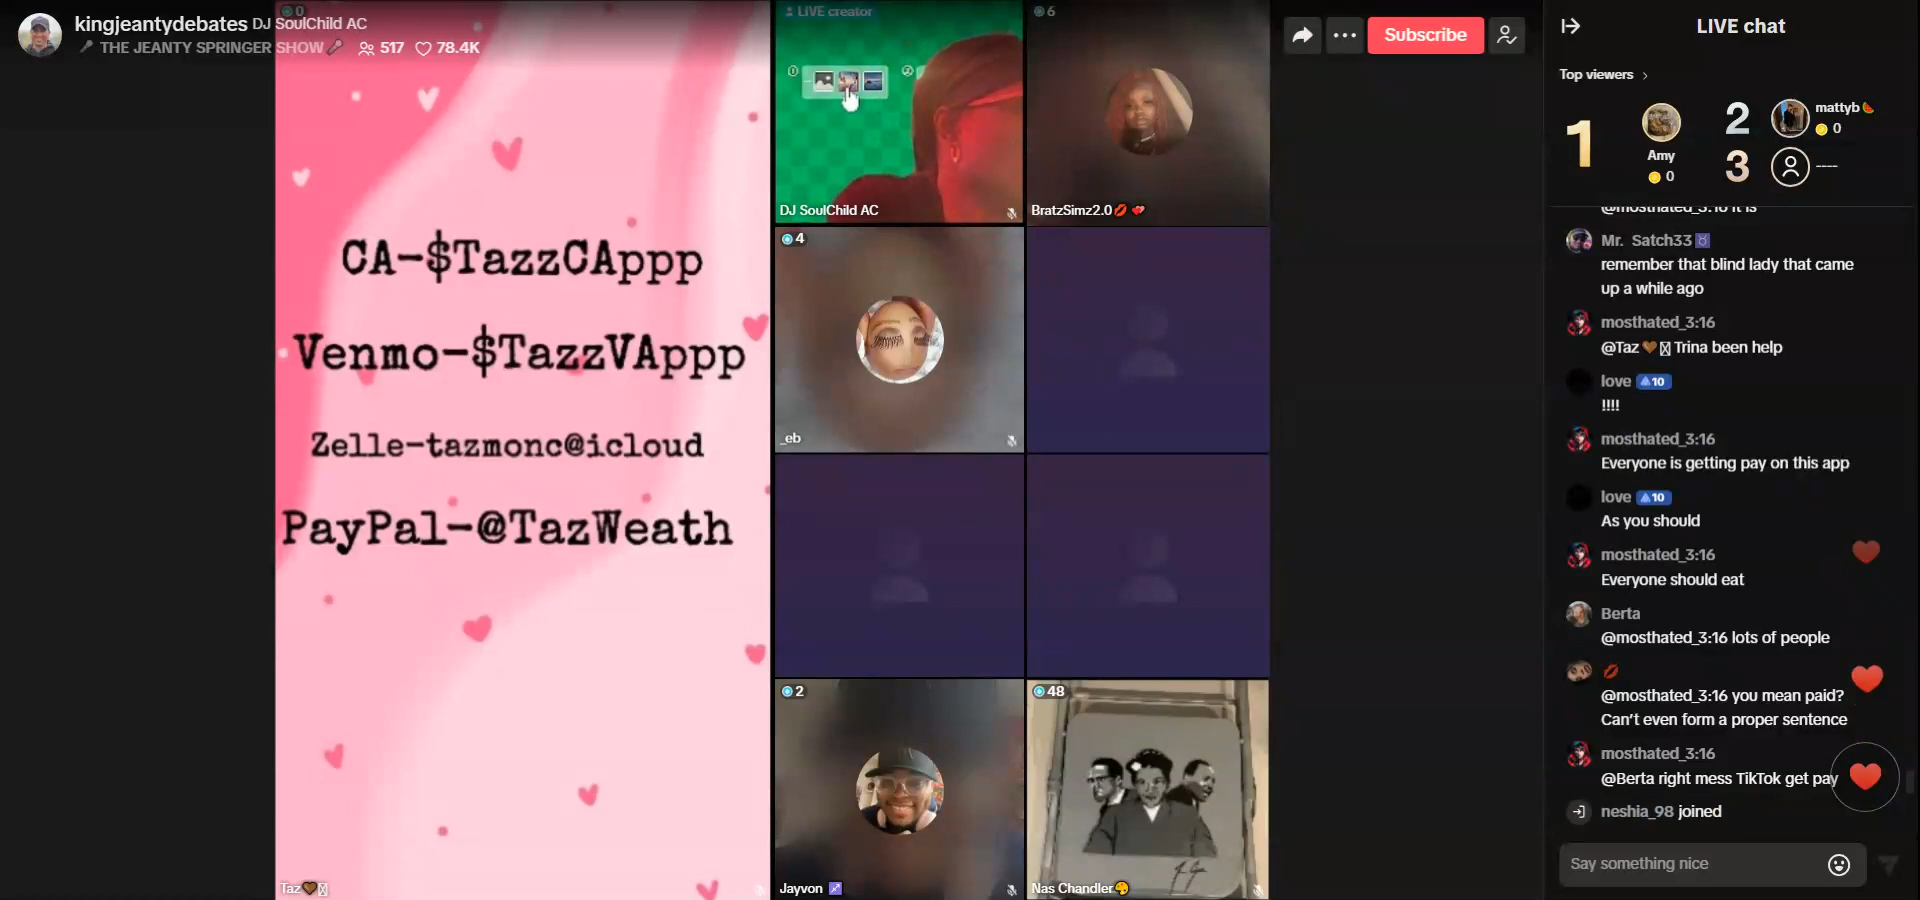 kingjeantydebates DJ SoulChild AC
THE JEANTY SPRINGER SHOW 517 78.4K
0
CA-$TazzCAppp
Venmo-$TazzVAppp
Zelle-tazmonc@icloud
PayPal-@TazWeath
Taz🤎
LIVE creator
DJ SoulChild AC
6
BratzSimz2.0💋💕
4
_eb
2
Jayvon ♐
48
Nas Chandler🎨
Subscribe
LIVE chat
Top viewers
1
Amy
0
2
mattyb🍉
0
3
----
@mosthated_3:16 it is
Mr. Satch33♉
remember that blind lady that came
up a while ago
mosthated_3:16
@Taz🤎 Trina been help
love 10
!!!!
mosthated_3:16
Everyone is getting pay on this app
love 10
As you should
mosthated_3:16
Everyone should eat
Berta
@mosthated_3:16 lots of people
💋
@mosthated_3:16 you mean paid?
Can't even form a proper sentence
mosthated_3:16
@Berta right mess TikTok get pay
neshia_98 joined
Say something nice